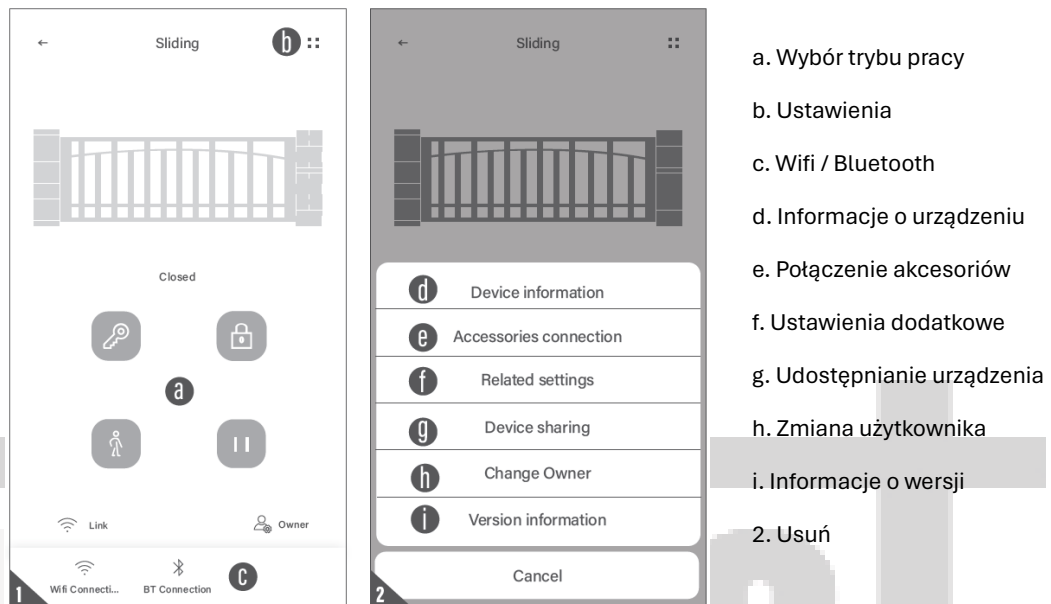 ← Sliding b
Closed
a
Link
Owner
Wifi Connecti...
BT Connection
c
1
← Sliding
d Device information
e Accessories connection
f Related settings
g Device sharing
h Change Owner
i Version information
Cancel
2
a. Wybór trybu pracy
b. Ustawienia
c. Wifi / Bluetooth
d. Informacje o urządzeniu
e. Połączenie akcesoriów
f. Ustawienia dodatkowe
g. Udostępnianie urządzenia
h. Zmiana użytkownika
i. Informacje o wersji
2. Usuń